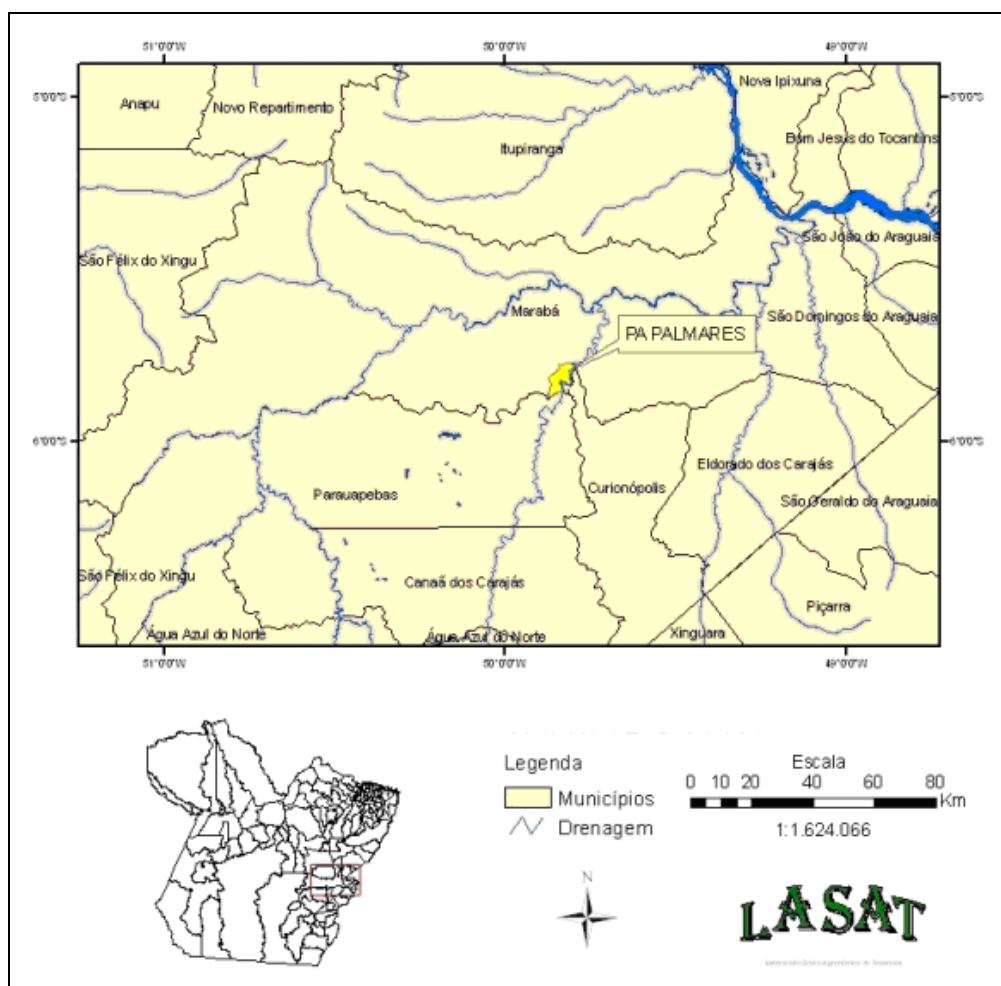 51°0'0"W 50°0'0"W 49°0'0"W
Nova Ipixuna
5°0'0"S 5°0'0"S
Anapu
Novo Repartimento
Bom Jesus do Tocantins
Itupiranga
São João do Araguaia
São Félix do Xingu
Marabá
São Domingos do Araguaia
PA PALMARES
6°0'0"S 6°0'0"S
Eldorado dos Carajás
Parauapebas
Curionópolis
São Geraldo do Araguaia
São Félix do Xingu
Canaã dos Carajás
Piçarra
Água Azul do Norte
Água Azul do Norte
Xinguara
51°0'0"W 50°0'0"W 49°0'0"W
Legenda
Municípios
Drenagem
Escala
0 10 20 40 60 80
Km
1:1.624.066
N
LASAT